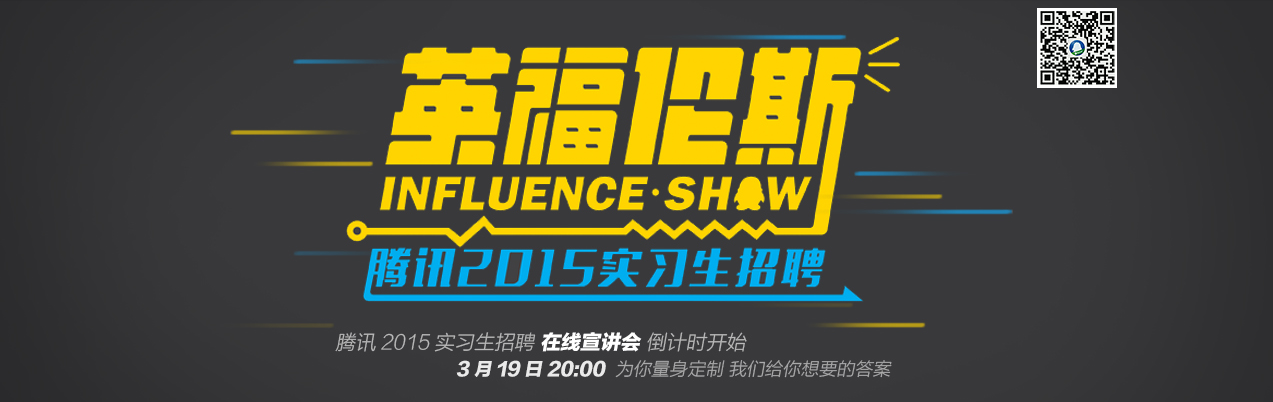 英福伦斯
INFLUENCE·SHOW
腾讯2015实习生招聘
腾讯 2015 实习生招聘 在线宣讲会 倒计时开始
3 月 19 日 20:00 为你量身定制 我们给你想要的答案